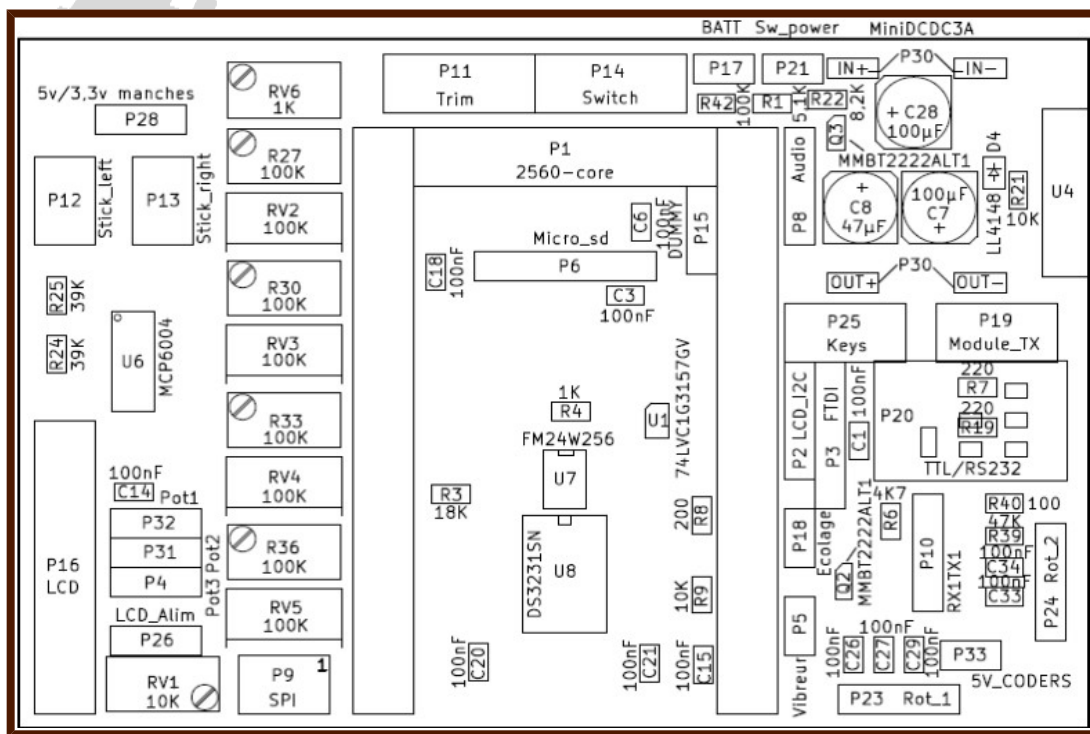 BATT Sw_power MiniDCDC3A
5v/3,3v manches
P28
P12
Stick_left
P13
Stick_right
R25
39K
R24
39K
U6
MCP6004
P16
LCD
100nF
C14
Pot1
P32
P31
Pot2
P4
Pot3
LCD_Alim
P26
RV1
10K
RV6
1K
R27
100K
RV2
100K
R30
100K
RV3
100K
R33
100K
RV4
100K
R36
100K
RV5
100K
P9
SPI
1
P11
Trim
P14
Switch
P17
P21
R42
100K
R1
5,1K
R22
8,2K
P1
2560-core
C6
100nF
DUMMY
P15
Micro_sd
P6
C18
100nF
C3
100nF
1K
R4
U1
74LVC1G3157GV
FM24W256
U7
R3
18K
DS3231SN
U8
200
R8
10K
R9
100nF
C20
100nF
C21
100nF
C15
IN+
P30
IN-
+ C28
100µF
Q3
MMBT2222ALT1
Audio
P8
+
C8
47µF
100µF
C7
+
D4
LL4148
R21
10K
U4
OUT+
P30
OUT-
P25
Keys
P19
Module_TX
P2
LCD_I2C
P3
FTDI
C1
100nF
P20
220
R7
220
R19
TTL/RS232
P18
Ecolage
Q2
MMBT2222ALT1
4K7
R6
P10
RX1TX1
R40 100
47K
R39
100nF
C34
100nF
C33
P24 Rot_2
P5
Vibreur
100nF
C26
100nF
C27
C29
100nF
P33
5V_CODERS
P23 Rot_1